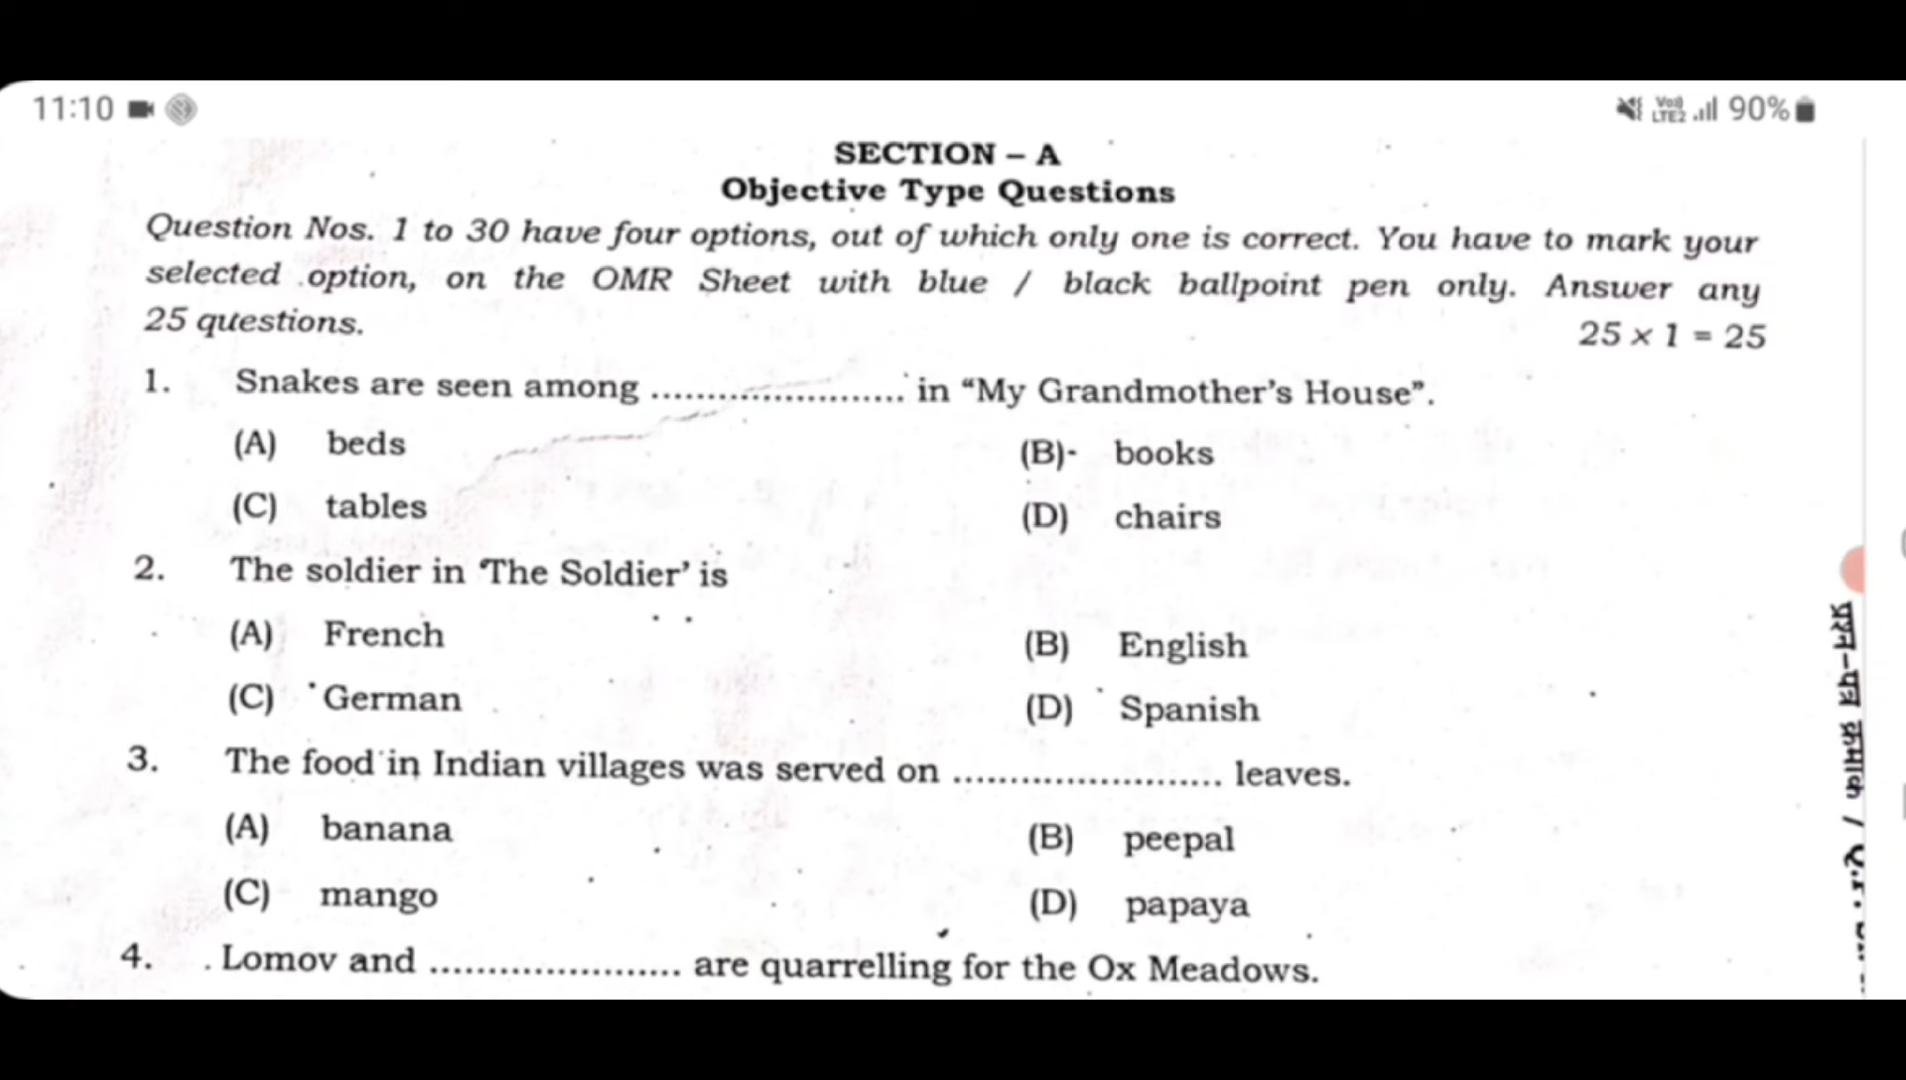 11:10
Vo)) LTE2 90%
SECTION – A
Objective Type Questions
Question Nos. 1 to 30 have four options, out of which only one is correct. You have to mark your
selected option, on the OMR Sheet with blue / black ballpoint pen only. Answer any
25 questions.
25 × 1 = 25
1. Snakes are seen among ........................ in “My Grandmother’s House”.
(A) beds
(B) books
(C) tables
(D) chairs
2. The soldier in ‘The Soldier’ is
(A) French
(B) English
(C) German
(D) Spanish
3. The food in Indian villages was served on ........................ leaves.
(A) banana
(B) peepal
(C) mango
(D) papaya
4. Lomov and ........................ are quarrelling for the Ox Meadows.
प्रश्न-पत्र क्रमांक /